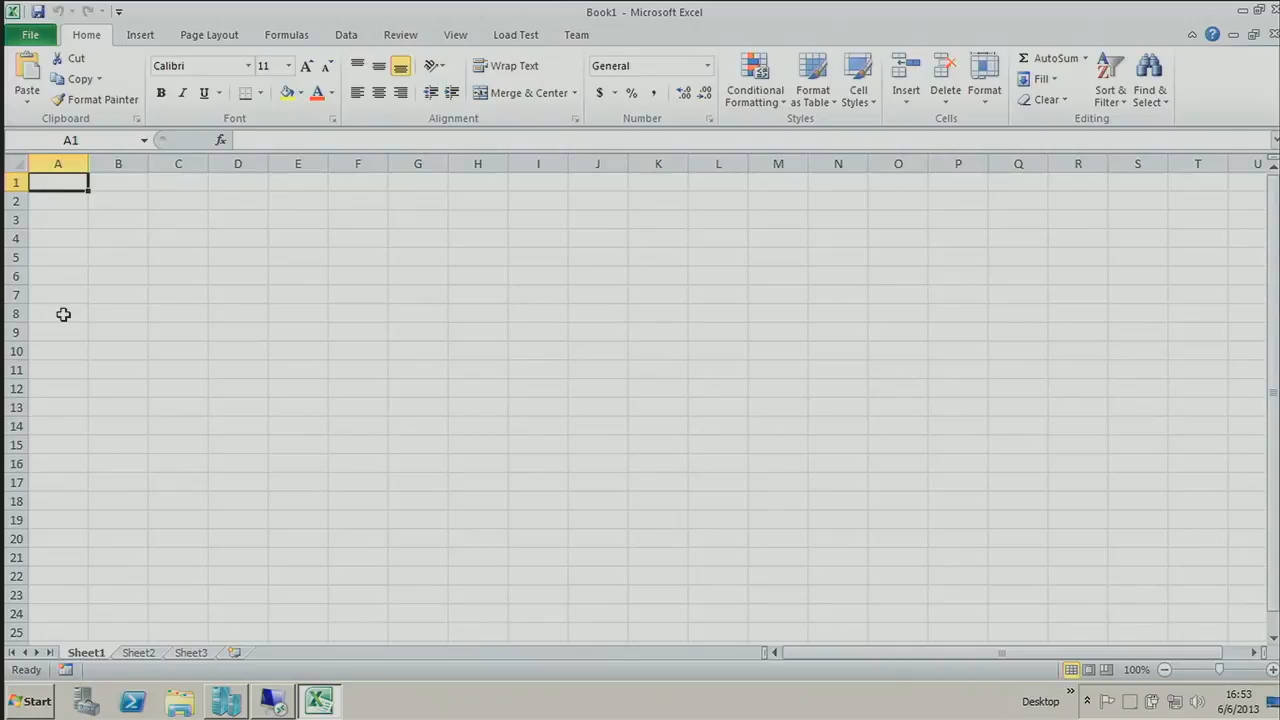 Book1 - Microsoft Excel
File Home Insert Page Layout Formulas Data Review View Load Test Team
Cut Calibri 11 Wrap Text General AutoSum
Copy Fill
Paste Format Painter B I U Merge & Center $ % , Conditional Formatting Format as Table Cell Styles Insert Delete Format Clear Sort & Filter Find & Select
Clipboard Font Alignment Number Styles Cells Editing
A1 fx
A B C D E F G H I J K L M N O P Q R S T U
1
2
3
4
5
6
7
8
9
10
11
12
13
14
15
16
17
18
19
20
21
22
23
24
25
Sheet1 Sheet2 Sheet3
Ready 100%
Start Desktop 16:53
6/6/2013